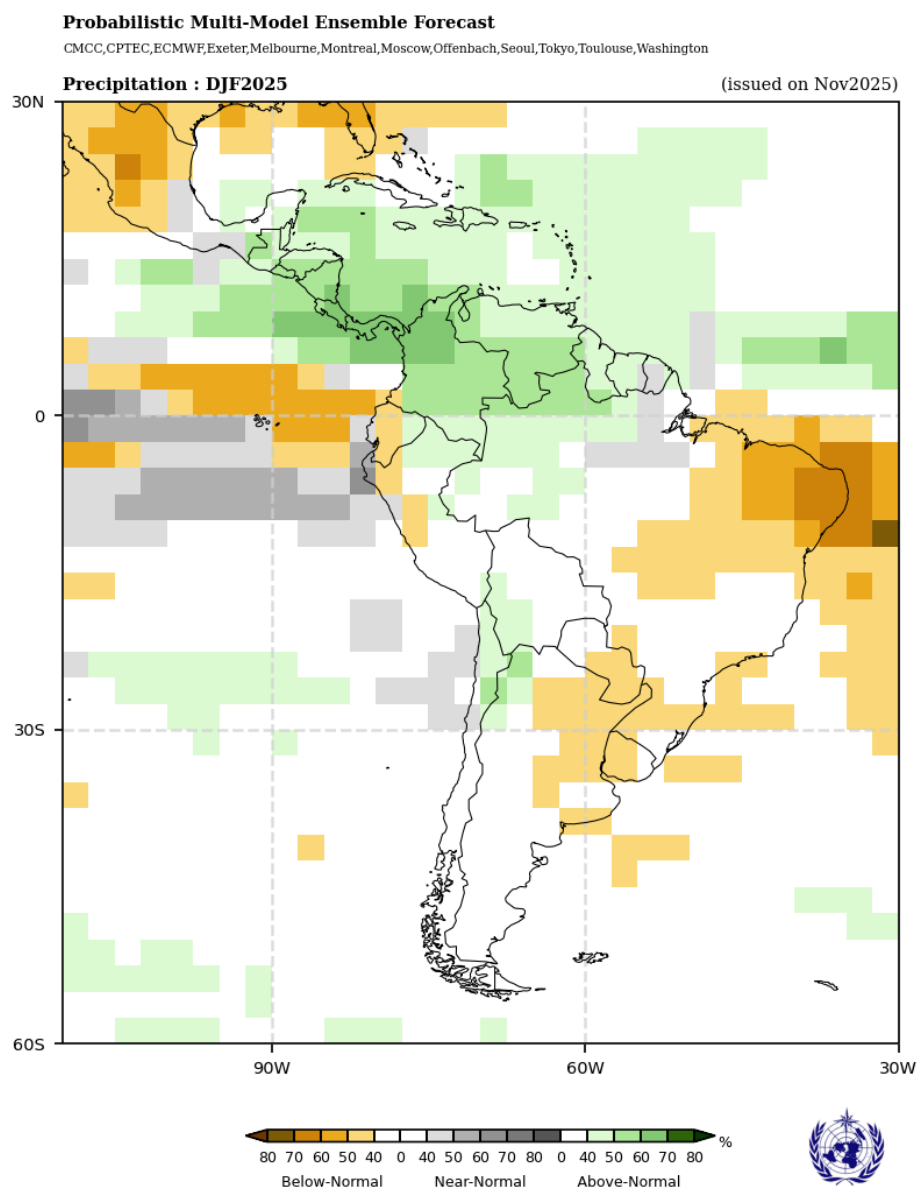 Probabilistic Multi-Model Ensemble Forecast
CMCC,CPTEC,ECMWF,Exeter,Melbourne,Montreal,Moscow,Offenbach,Seoul,Tokyo,Toulouse,Washington
Precipitation : DJF2025 (issued on Nov2025)
30N
0
30S
60S
90W 60W 30W
80 70 60 50 40 0 40 50 60 70 80 0 40 50 60 70 80 %
Below-Normal Near-Normal Above-Normal